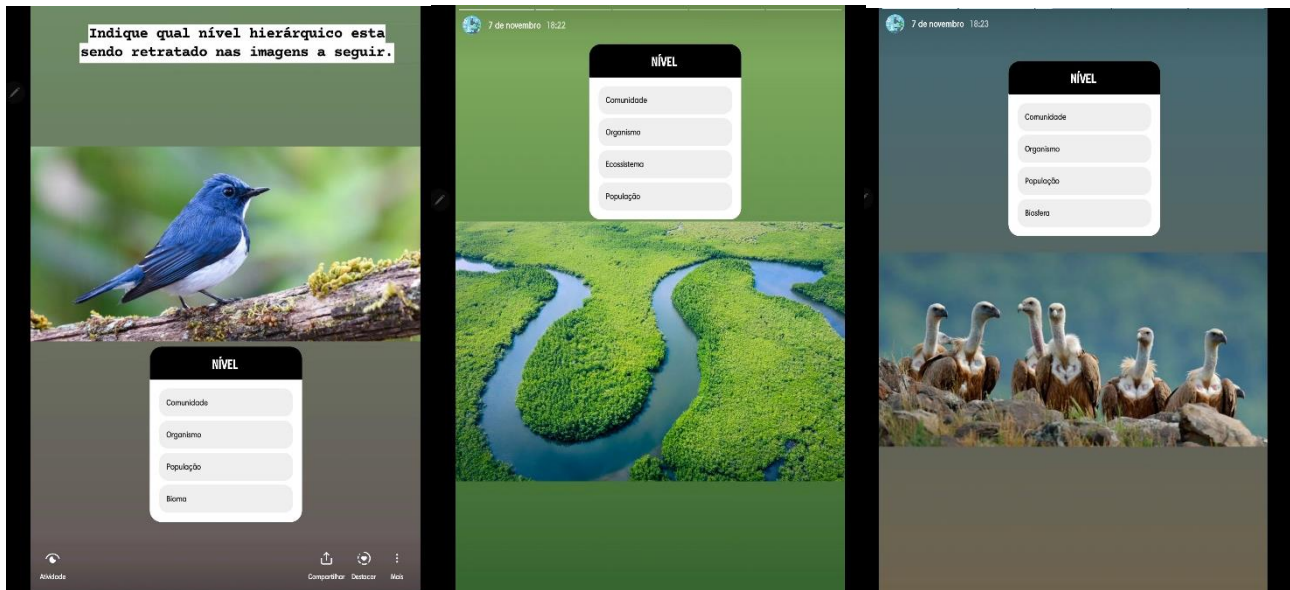 Indique qual nível hierárquico esta
sendo retratado nas imagens a seguir.
NÍVEL
Comunidade
Organismo
População
Bioma
Atividade
Compartilhar
Destacar
Mais
7 de novembro 18:22
NÍVEL
Comunidade
Organismo
Ecossistema
População
7 de novembro 18:23
NÍVEL
Comunidade
Organismo
População
Biosfera